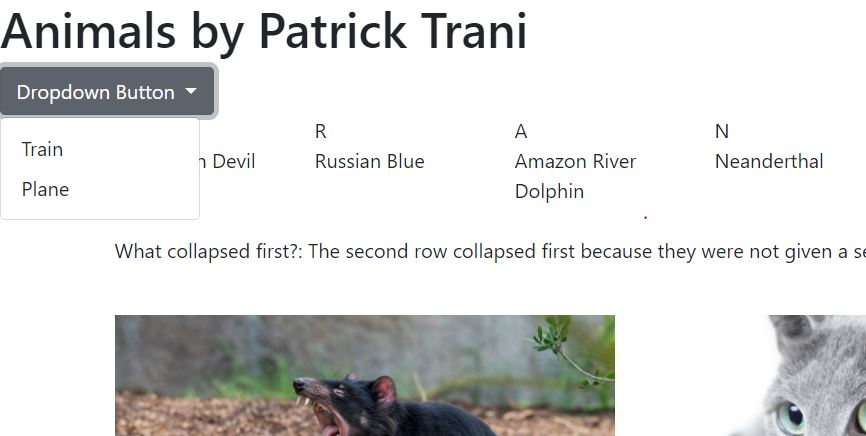 Animals by Patrick Trani
Dropdown Button
Train
Plane
R A N
Devil Russian Blue Amazon River Neanderthal
Dolphin
What collapsed first?: The second row collapsed first because they were not given a